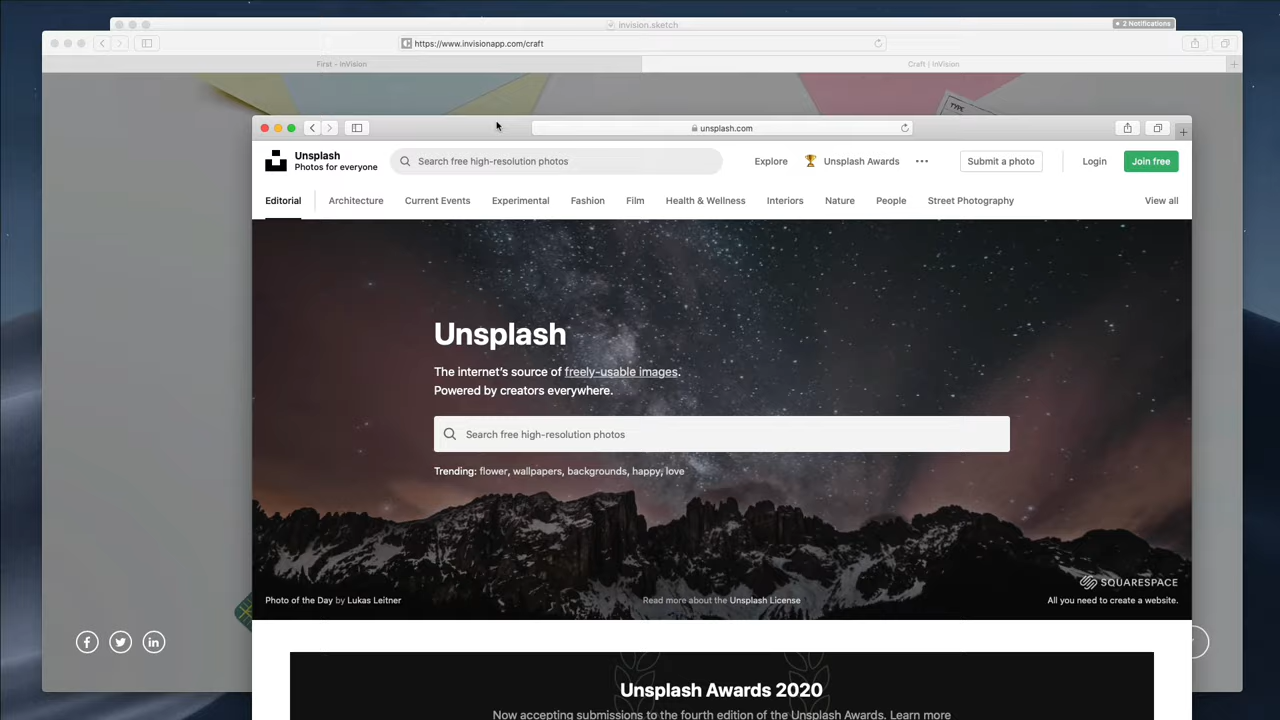 invision.sketch
2 Notifications
https://www.invisionapp.com/craft
First - InVision
Craft | InVision
TYPE
unsplash.com
Unsplash
Photos for everyone
Search free high-resolution photos
Explore
Unsplash Awards
Submit a photo
Login
Join free
Editorial
Architecture
Current Events
Experimental
Fashion
Film
Health & Wellness
Interiors
Nature
People
Street Photography
View all
Unsplash
The internet's source of freely-usable images.
Powered by creators everywhere.
Search free high-resolution photos
Trending: flower, wallpapers, backgrounds, happy, love
SQUARESPACE
Photo of the Day by Lukas Leitner
Read more about the Unsplash License
All you need to create a website.
Unsplash Awards 2020
Now accepting submissions to the fourth edition of the Unsplash Awards. Learn more